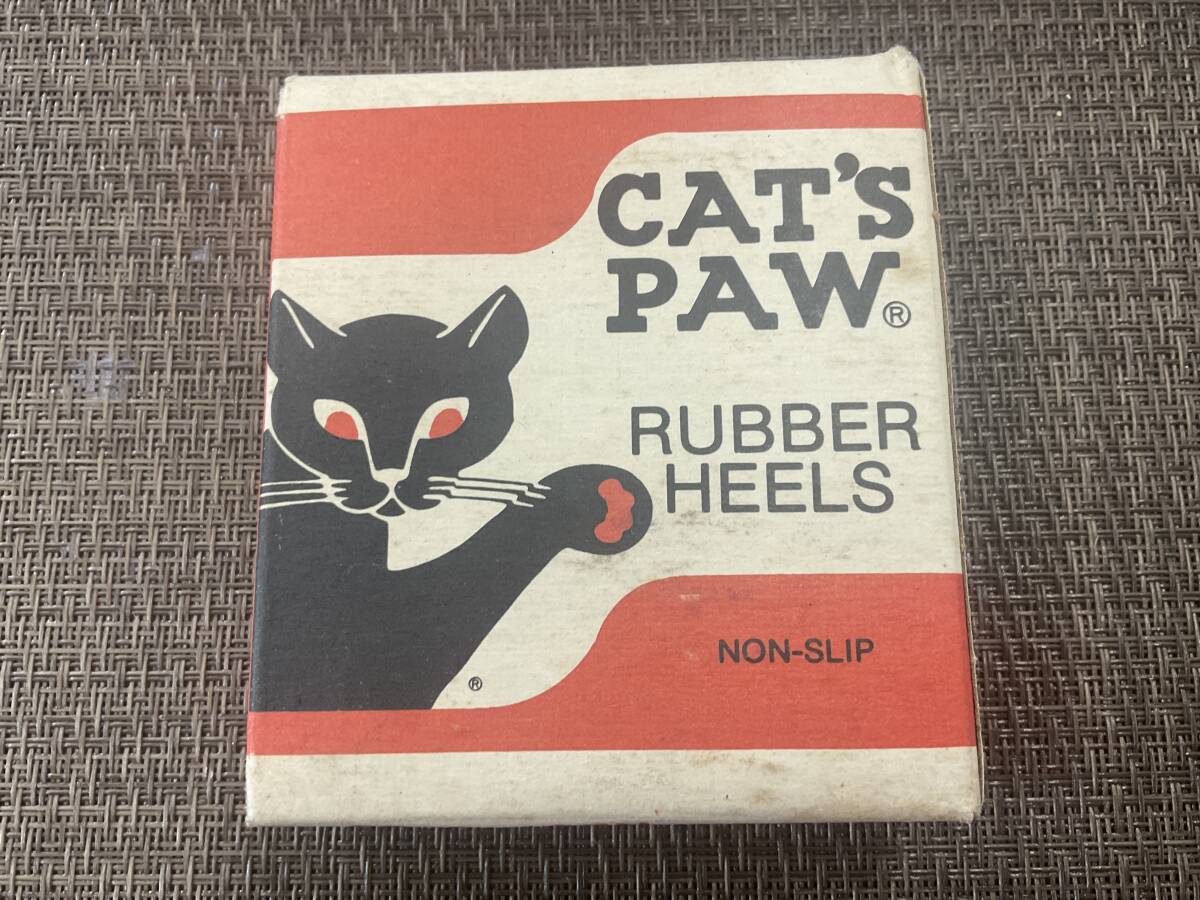 CAT'S
PAW®
RUBBER
HEELS
NON-SLIP
®